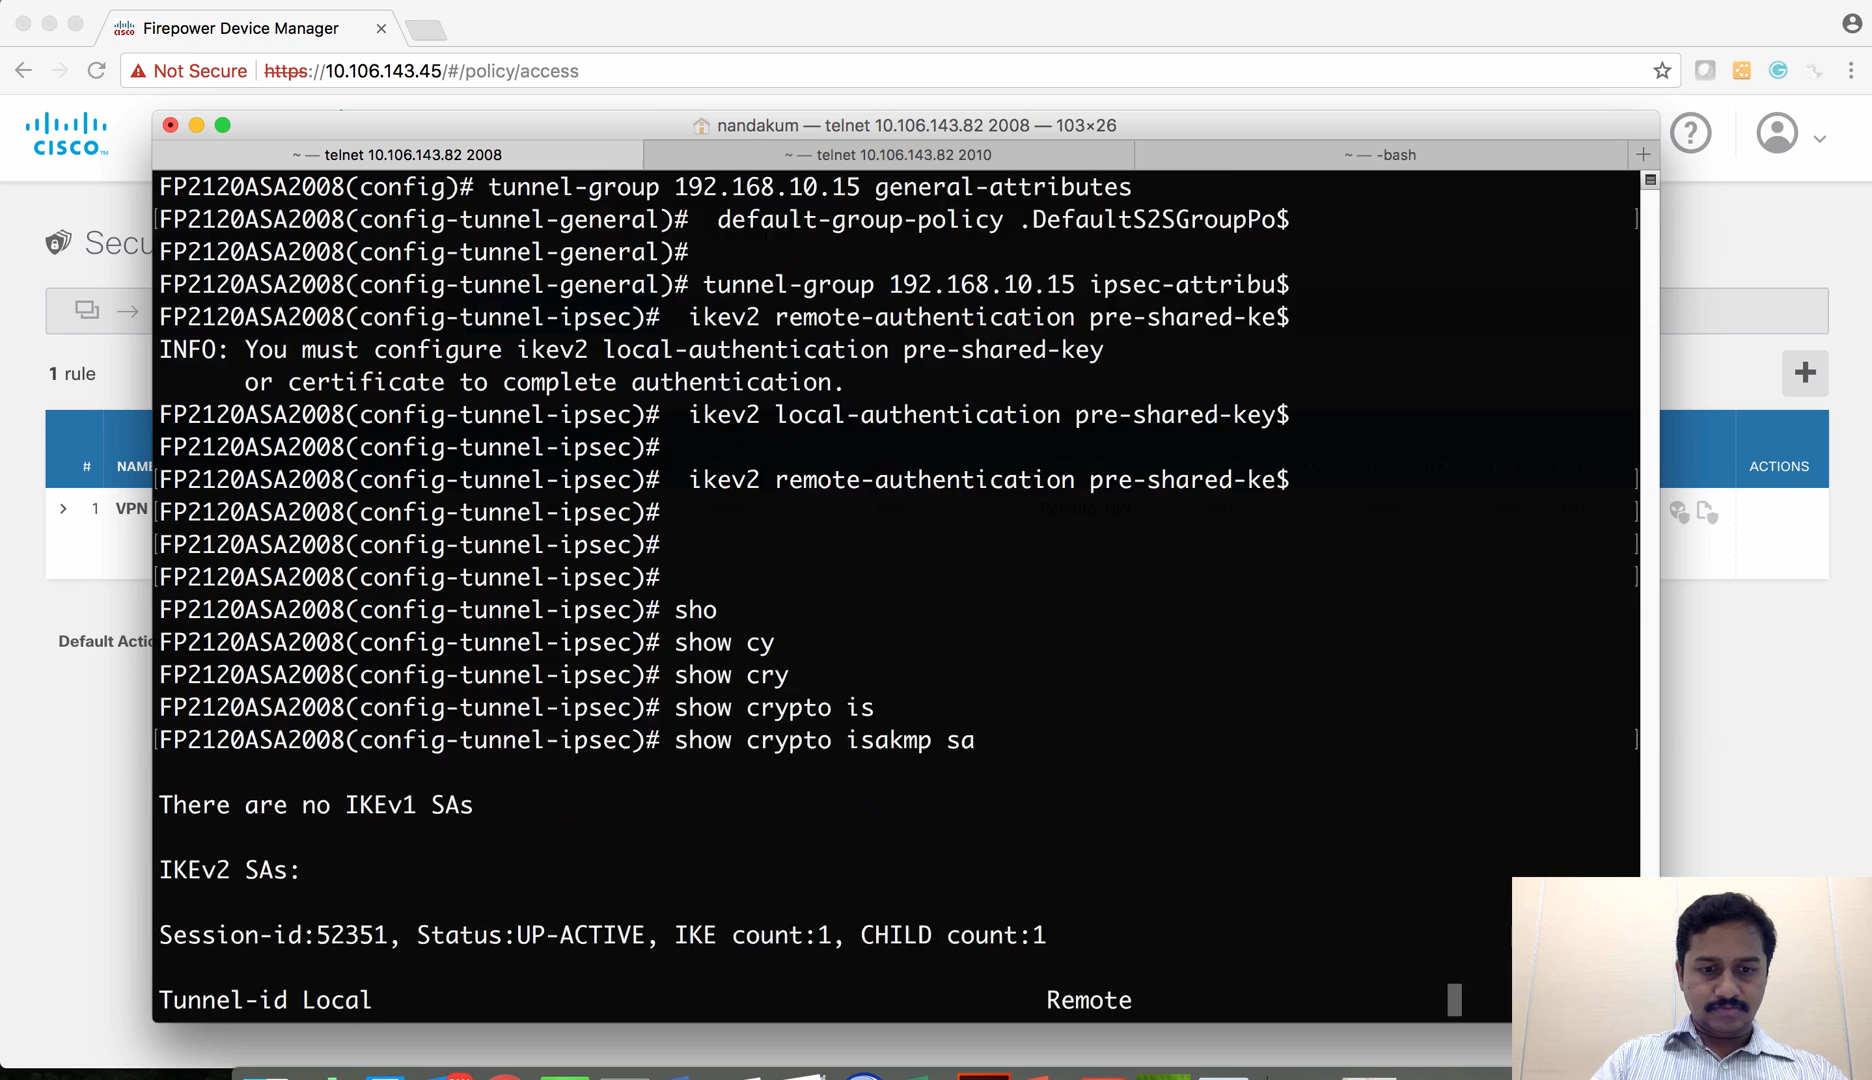 Firepower Device Manager
Not Secure https://10.106.143.45/#/policy/access
CISCO
nandakum — telnet 10.106.143.82 2008 — 103×26
~ — telnet 10.106.143.82 2008
~ — telnet 10.106.143.82 2010
~ — -bash
FP2120ASA2008(config)# tunnel-group 192.168.10.15 general-attributes
FP2120ASA2008(config-tunnel-general)#  default-group-policy .DefaultS2SGroupPo$
FP2120ASA2008(config-tunnel-general)#
FP2120ASA2008(config-tunnel-general)# tunnel-group 192.168.10.15 ipsec-attribu$
FP2120ASA2008(config-tunnel-ipsec)#  ikev2 remote-authentication pre-shared-ke$
INFO: You must configure ikev2 local-authentication pre-shared-key
      or certificate to complete authentication.
FP2120ASA2008(config-tunnel-ipsec)#  ikev2 local-authentication pre-shared-key$
FP2120ASA2008(config-tunnel-ipsec)#
FP2120ASA2008(config-tunnel-ipsec)#  ikev2 remote-authentication pre-shared-ke$
FP2120ASA2008(config-tunnel-ipsec)#
FP2120ASA2008(config-tunnel-ipsec)#
FP2120ASA2008(config-tunnel-ipsec)#
FP2120ASA2008(config-tunnel-ipsec)# sho
FP2120ASA2008(config-tunnel-ipsec)# show cy
FP2120ASA2008(config-tunnel-ipsec)# show cry
FP2120ASA2008(config-tunnel-ipsec)# show crypto is
FP2120ASA2008(config-tunnel-ipsec)# show crypto isakmp sa
There are no IKEv1 SAs
IKEv2 SAs:
Session-id:52351, Status:UP-ACTIVE, IKE count:1, CHILD count:1
Tunnel-id Local Remote
Secu
1 rule
# NAME ACTIONS
1 VPN
Default Actio